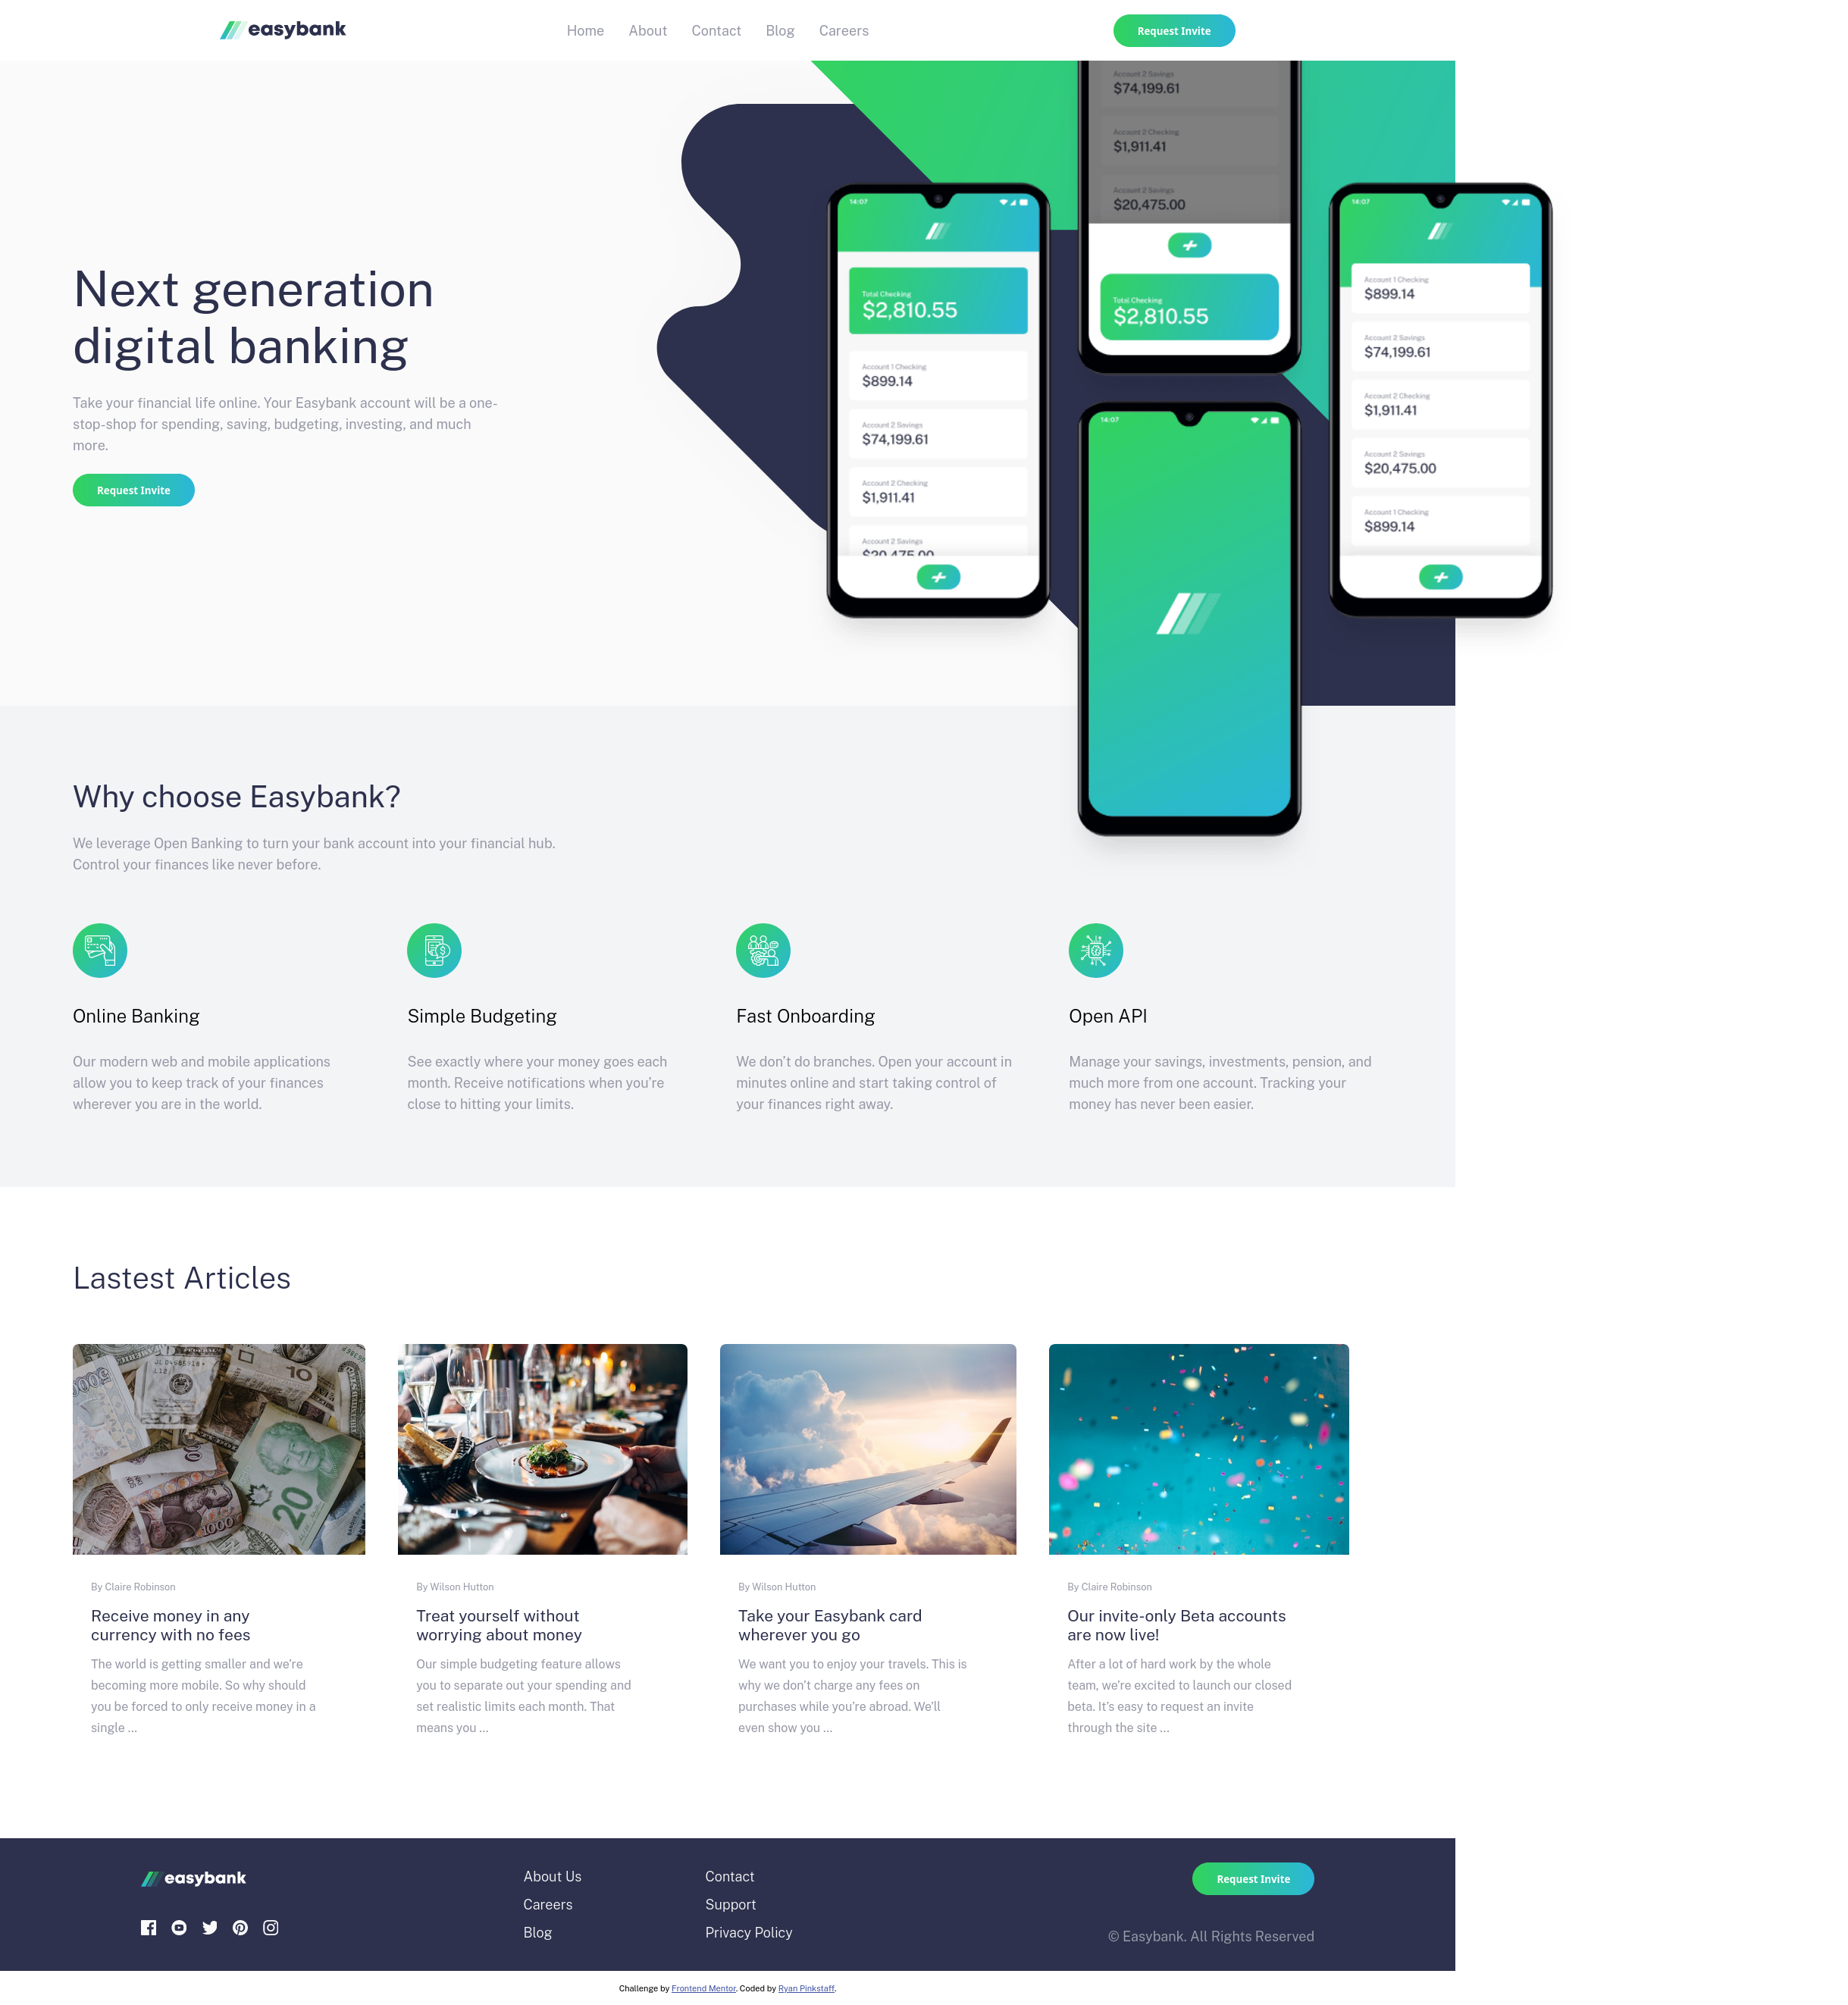 easybank
Home About Contact Blog Careers
Request Invite
Next generation
digital banking
Take your financial life online. Your Easybank account will be a one-
stop-shop for spending, saving, budgeting, investing, and much
more.
Request Invite
14:07
Total Checking
$2,810.55
Account 1 Checking
$899.14
Account 2 Savings
$74,199.61
Account 2 Checking
$1,911.41
Account 2 Savings
$20,475.00
Account 2 Savings
$74,199.61
Account 2 Checking
$1,911.41
Account 2 Savings
$20,475.00
Total Checking
$2,810.55
14:07
14:07
Account 1 Checking
$899.14
Account 2 Savings
$74,199.61
Account 2 Checking
$1,911.41
Account 2 Savings
$20,475.00
Account 1 Checking
$899.14
Why choose Easybank?
We leverage Open Banking to turn your bank account into your financial hub.
Control your finances like never before.
Online Banking
Our modern web and mobile applications
allow you to keep track of your finances
wherever you are in the world.
Simple Budgeting
See exactly where your money goes each
month. Receive notifications when you're
close to hitting your limits.
Fast Onboarding
We don't do branches. Open your account in
minutes online and start taking control of
your finances right away.
Open API
Manage your savings, investments, pension, and
much more from one account. Tracking your
money has never been easier.
Lastest Articles
By Claire Robinson
Receive money in any
currency with no fees
The world is getting smaller and we're
becoming more mobile. So why should
you be forced to only receive money in a
single ...
By Wilson Hutton
Treat yourself without
worrying about money
Our simple budgeting feature allows
you to separate out your spending and
set realistic limits each month. That
means you ...
By Wilson Hutton
Take your Easybank card
wherever you go
We want you to enjoy your travels. This is
why we don't charge any fees on
purchases while you're abroad. We'll
even show you ...
By Claire Robinson
Our invite-only Beta accounts
are now live!
After a lot of hard work by the whole
team, we're excited to launch our closed
beta. It's easy to request an invite
through the site ...
easybank
About Us
Careers
Blog
Contact
Support
Privacy Policy
Request Invite
© Easybank. All Rights Reserved
Challenge by Frontend Mentor. Coded by Ryan Pinkstaff.